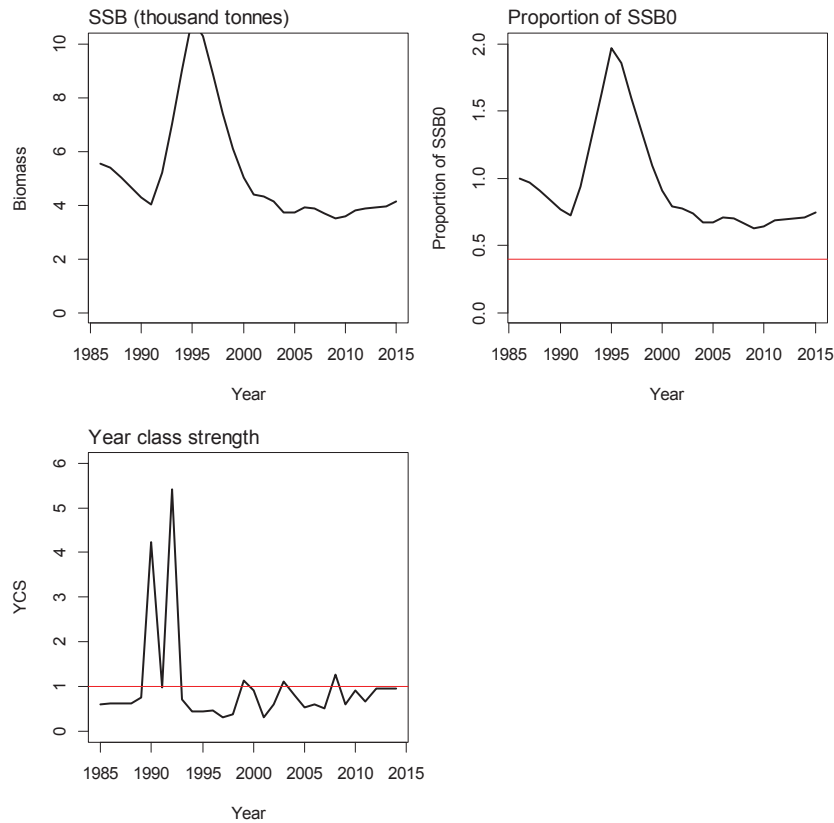 SSB (thousand tonnes)
Biomass
10
8
6
4
2
0
1985 1990 1995 2000 2005 2010 2015
Year
Proportion of SSB0
Proportion of SSB0
2.0
1.5
1.0
0.5
0.0
1985 1990 1995 2000 2005 2010 2015
Year
Year class strength
YCS
6
5
4
3
2
1
0
1985 1990 1995 2000 2005 2010 2015
Year